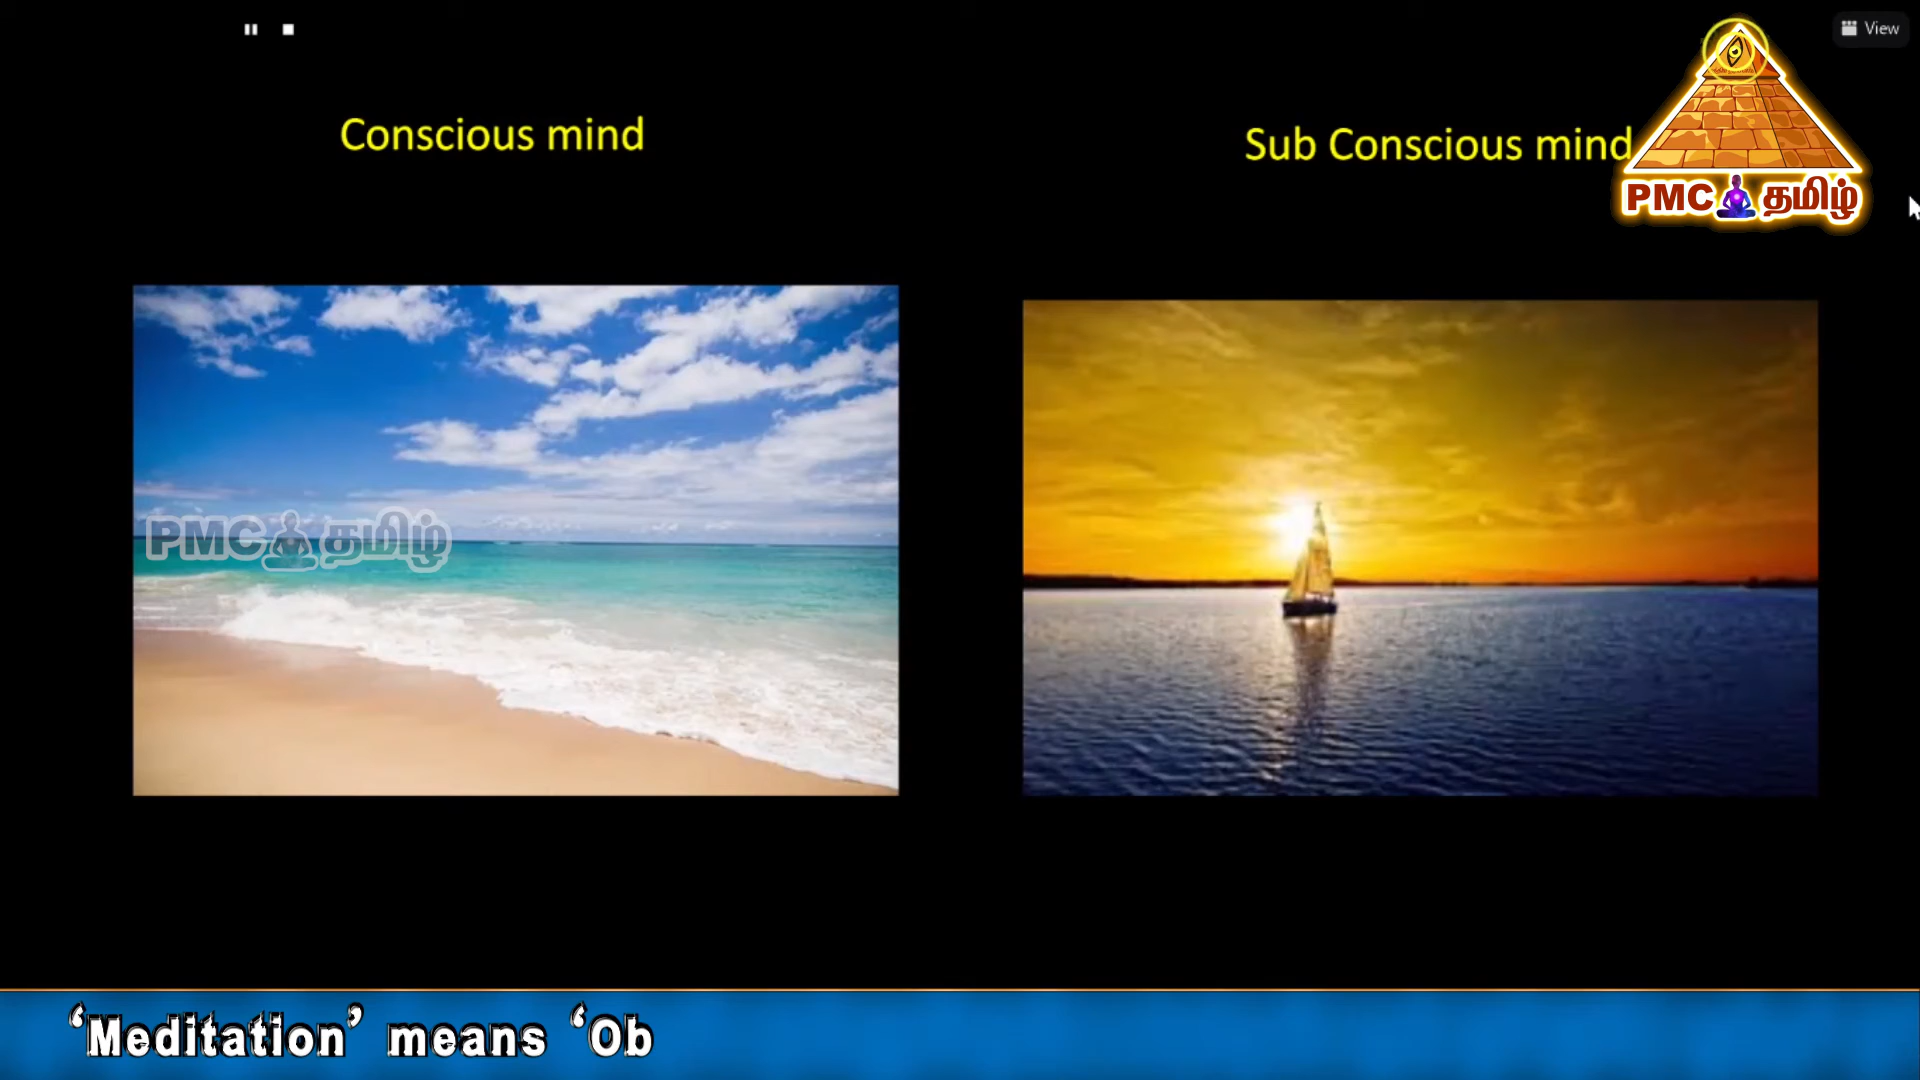 View
Conscious mind
Sub Conscious mind
PMC தமிழ்
PMC தமிழ்
‘Meditation’ means ‘Ob